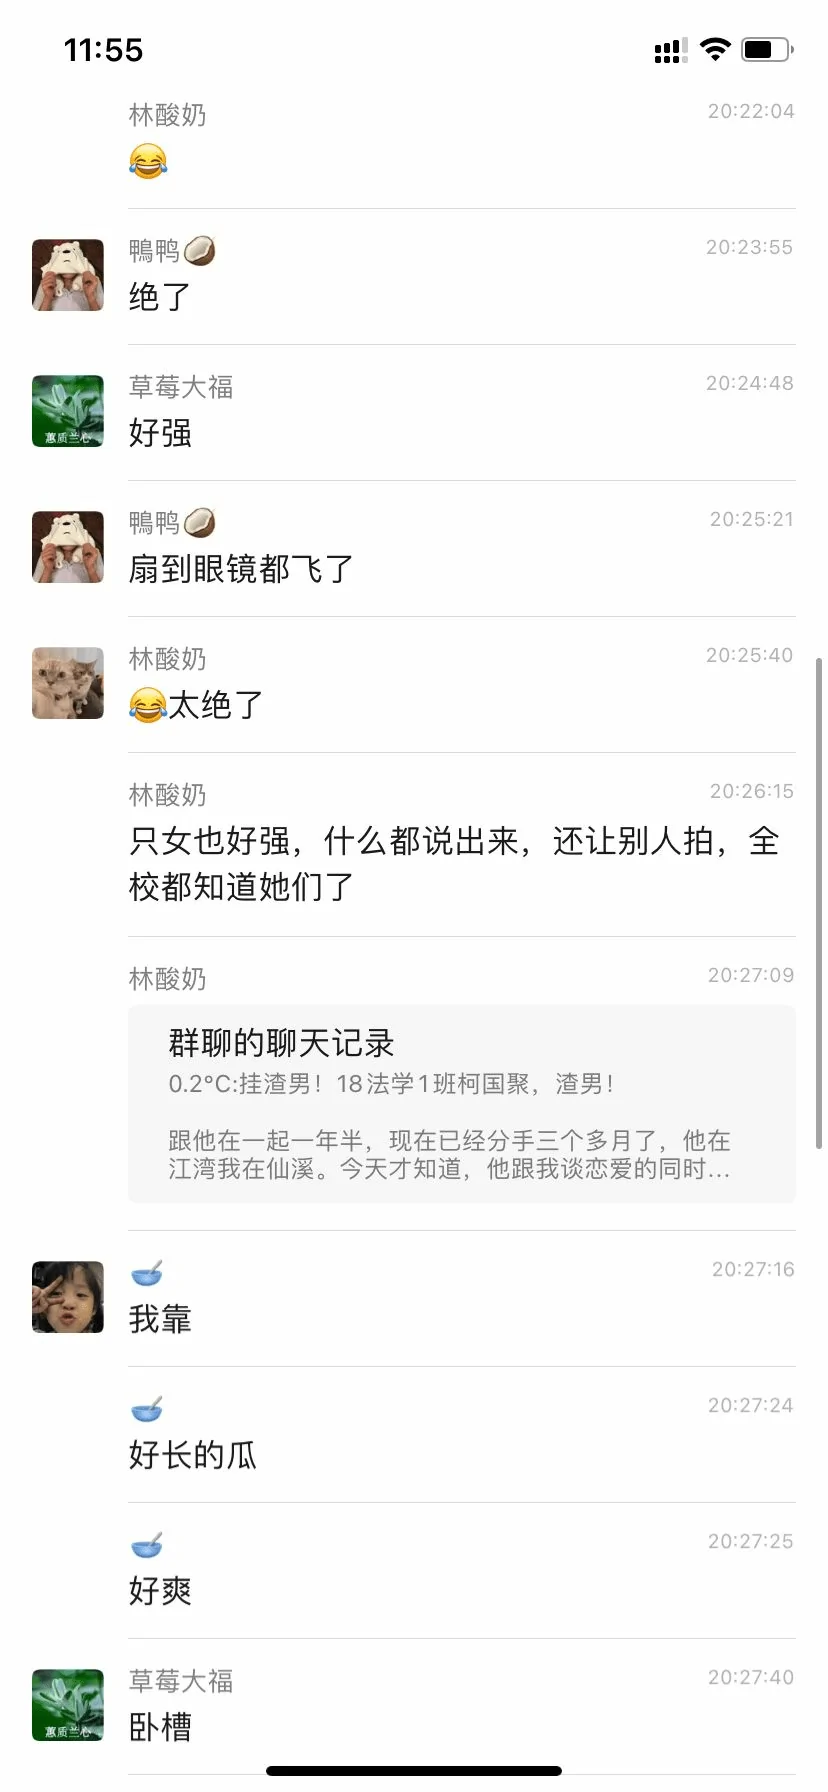 11:55
林酸奶
20:22:04
😂
鴨鸭🥥
20:23:55
绝了
草莓大福
20:24:48
好强
蕙质兰心
鴨鸭🥥
20:25:21
扇到眼镜都飞了
林酸奶
20:25:40
😂太绝了
林酸奶
20:26:15
只女也好强，什么都说出来，还让别人拍，全
校都知道她们了
林酸奶
20:27:09
群聊的聊天记录
0.2°C:挂渣男！18法学1班柯国聚，渣男！
跟他在一起一年半，现在已经分手三个多月了，他在
江湾我在仙溪。今天才知道，他跟我谈恋爱的同时...
🥣
20:27:16
我靠
🥣
20:27:24
好长的瓜
🥣
20:27:25
好爽
草莓大福
20:27:40
卧槽
蕙质兰心